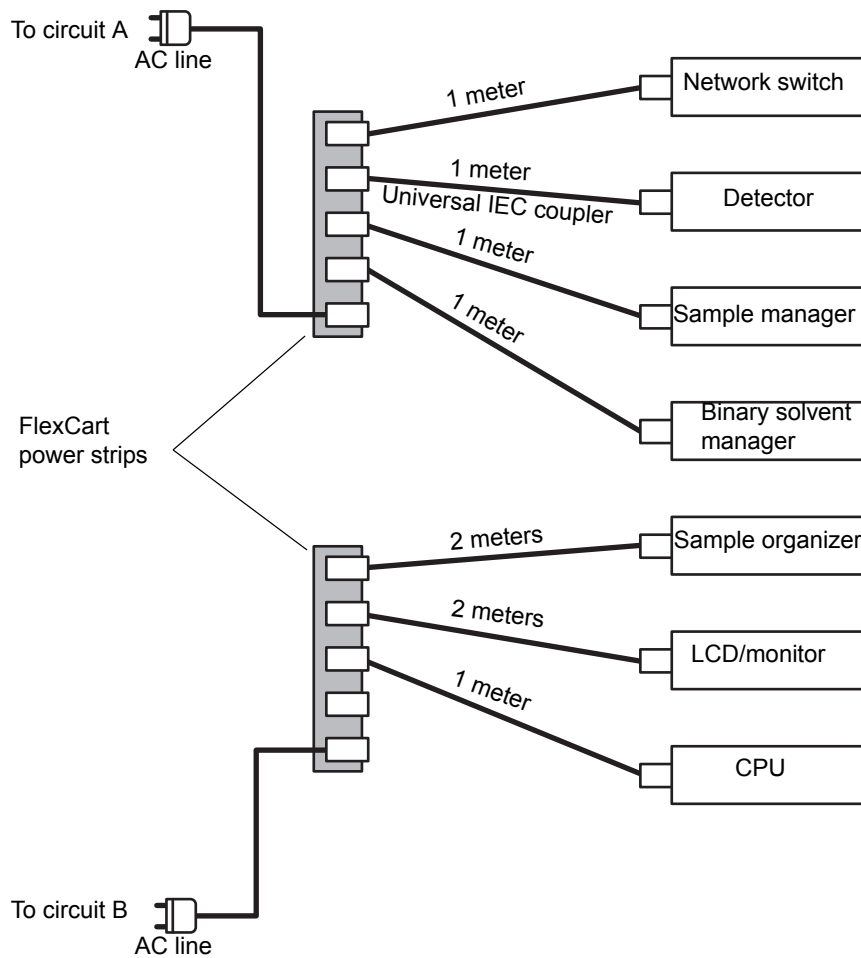 To circuit A
AC line
1 meter
Network switch
1 meter
Universal IEC coupler
Detector
1 meter
Sample manager
1 meter
Binary solvent
manager
FlexCart
power strips
2 meters
Sample organizer
2 meters
LCD/monitor
1 meter
CPU
To circuit B
AC line